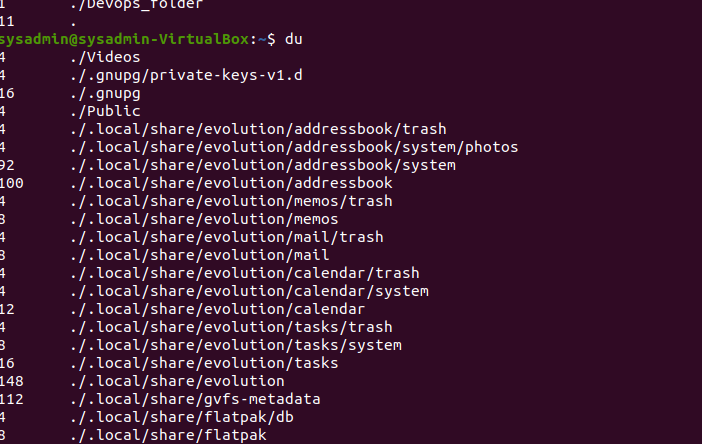 1 ./Devops_folder
11 .
sysadmin@sysadmin-VirtualBox:~$ du
4 ./Videos
4 ./.gnupg/private-keys-v1.d
16 ./.gnupg
4 ./Public
4 ./.local/share/evolution/addressbook/trash
4 ./.local/share/evolution/addressbook/system/photos
92 ./.local/share/evolution/addressbook/system
100 ./.local/share/evolution/addressbook
4 ./.local/share/evolution/memos/trash
8 ./.local/share/evolution/memos
4 ./.local/share/evolution/mail/trash
8 ./.local/share/evolution/mail
4 ./.local/share/evolution/calendar/trash
4 ./.local/share/evolution/calendar/system
12 ./.local/share/evolution/calendar
4 ./.local/share/evolution/tasks/trash
8 ./.local/share/evolution/tasks/system
16 ./.local/share/evolution/tasks
148 ./.local/share/evolution
112 ./.local/share/gvfs-metadata
4 ./.local/share/flatpak/db
8 ./.local/share/flatpak